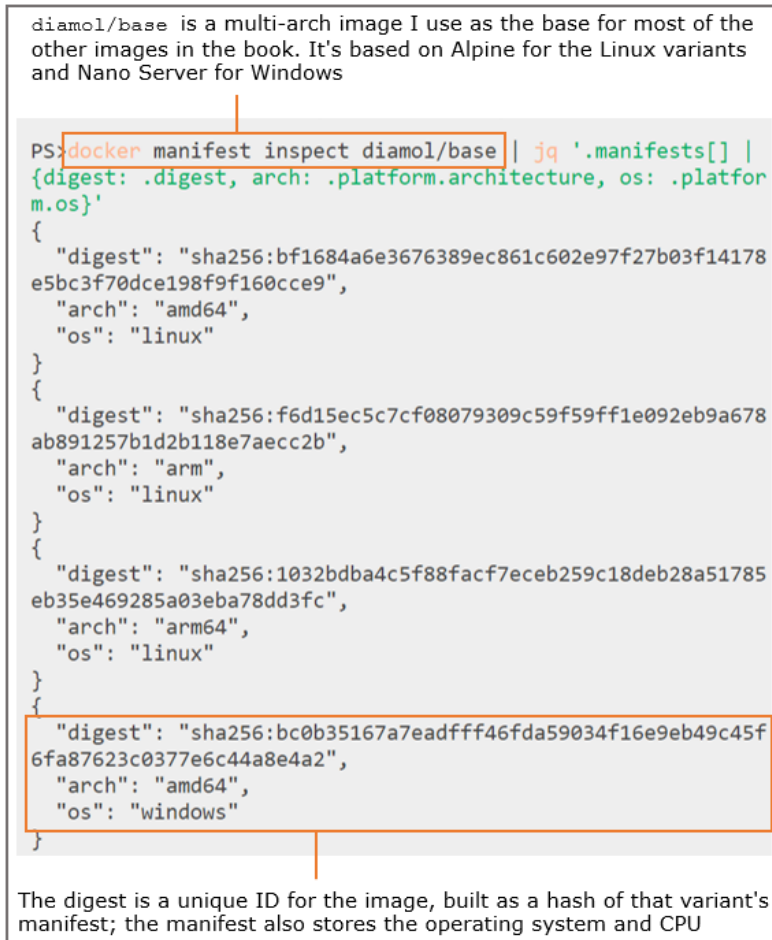 diamol/base is a multi-arch image I use as the base for most of the
other images in the book. It's based on Alpine for the Linux variants
and Nano Server for Windows
PS>docker manifest inspect diamol/base | jq '.manifests[] |
{digest: .digest, arch: .platform.architecture, os: .platfor
m.os}'
{
"digest": "sha256:bf1684a6e3676389ec861c602e97f27b03f14178
e5bc3f70dce198f9f160cce9",
"arch": "amd64",
"os": "linux"
}
{
"digest": "sha256:f6d15ec5c7cf08079309c59f59ff1e092eb9a678
ab891257b1d2b118e7aecc2b",
"arch": "arm",
"os": "linux"
}
{
"digest": "sha256:1032bdba4c5f88facf7eceb259c18deb28a51785
eb35e469285a03eba78dd3fc",
"arch": "arm64",
"os": "linux"
}
{
"digest": "sha256:bc0b35167a7eadfff46fda59034f16e9eb49c45f
6fa87623c0377e6c44a8e4a2",
"arch": "amd64",
"os": "windows"
}
The digest is a unique ID for the image, built as a hash of that variant's
manifest; the manifest also stores the operating system and CPU